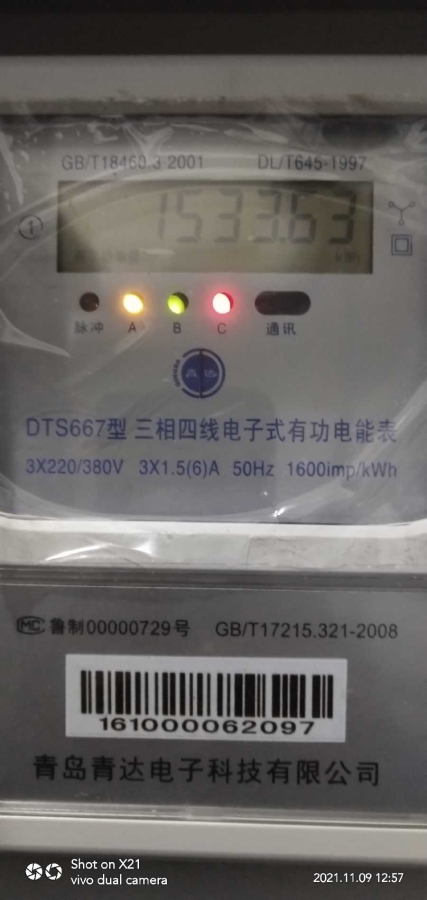 GB/T18460.3-2001 DL/T645-1997
1
1533.63
kWh
脉冲 A B C 通讯
DTS667型 三相四线电子式有功电能表
3X220/380V 3X1.5(6)A 50Hz 1600imp/kWh
MC 鲁制00000729号 GB/T17215.321-2008
161000062097
青岛青达电子科技有限公司
Shot on X21
vivo dual camera
2021.11.09 12:57